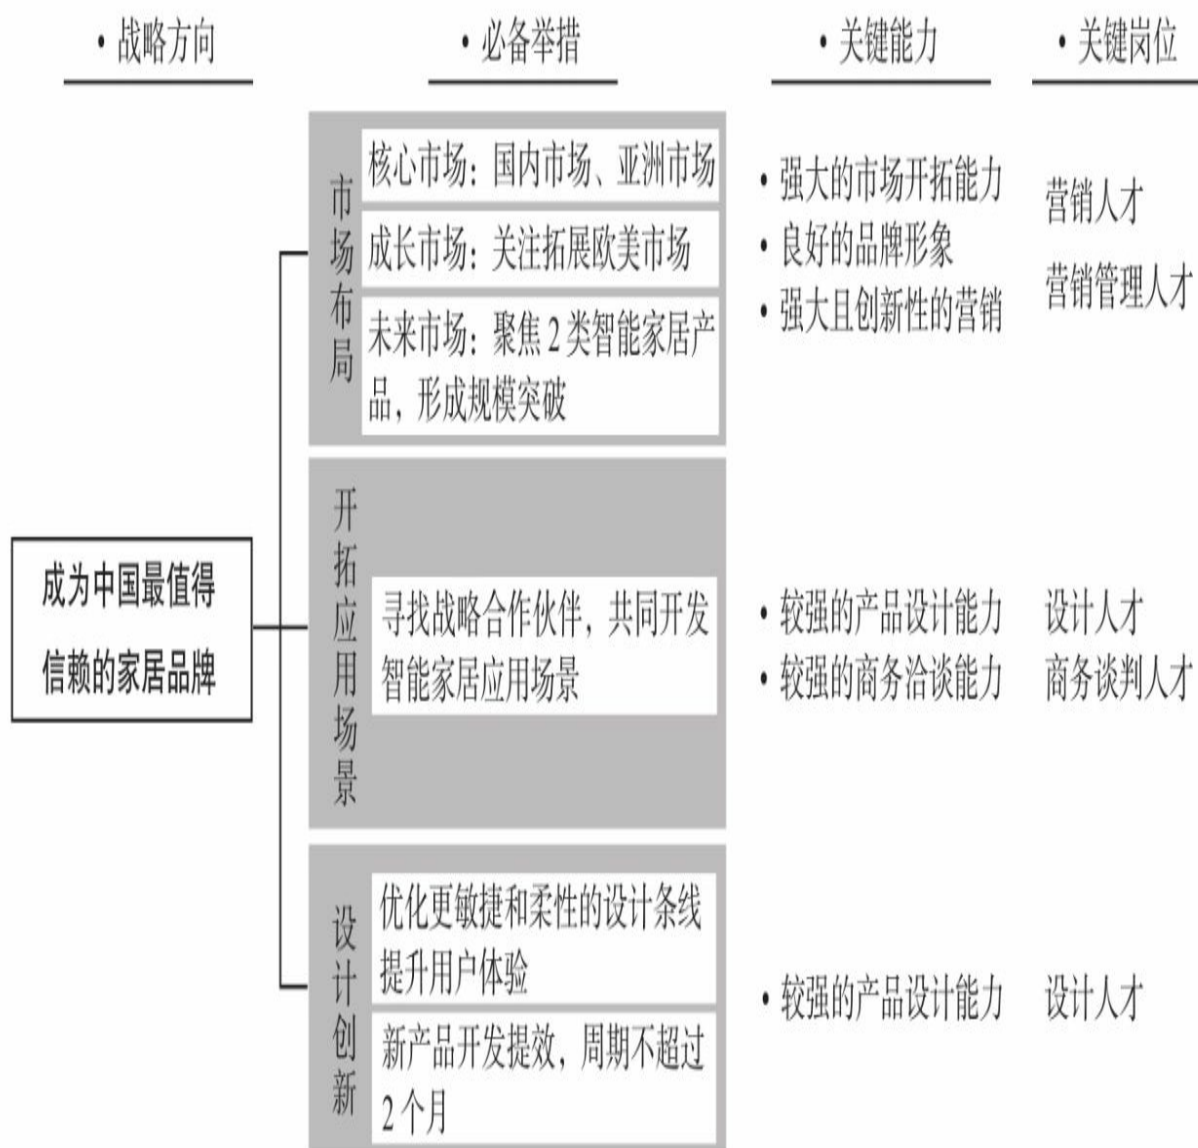 • 战略方向
• 必备举措
• 关键能力
• 关键岗位
成为中国最值得
信赖的家居品牌
市场布局
核心市场：国内市场、亚洲市场
成长市场：关注拓展欧美市场
未来市场：聚焦 2 类智能家居产
品，形成规模突破
• 强大的市场开拓能力
• 良好的品牌形象
• 强大且创新性的营销
营销人才
营销管理人才
开拓应用场景
寻找战略合作伙伴，共同开发
智能家居应用场景
• 较强的产品设计能力
• 较强的商务洽谈能力
设计人才
商务谈判人才
设计创新
优化更敏捷和柔性的设计条线
提升用户体验
新产品开发提效，周期不超过
2 个月
• 较强的产品设计能力
设计人才